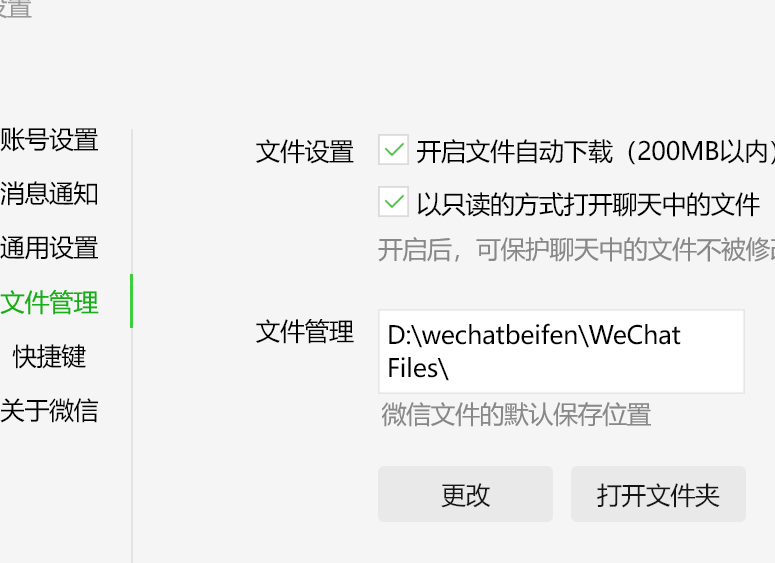 设置
账号设置
消息通知
通用设置
文件管理
快捷键
关于微信
文件设置
开启文件自动下载（200MB以内）
以只读的方式打开聊天中的文件
开启后，可保护聊天中的文件不被修改
文件管理
D:\wechatbeifen\WeChat
Files\
微信文件的默认保存位置
更改
打开文件夹